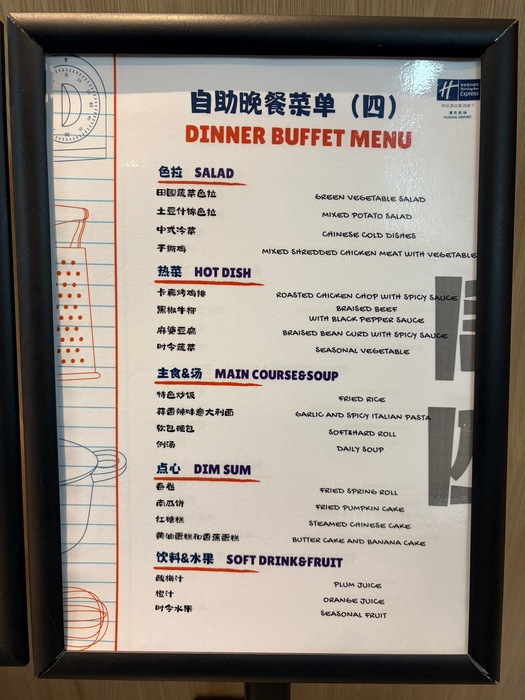 自助晚餐菜单（四）
DINNER BUFFET MENU
Holiday Inn
Express
PUDONG AIRPORT
色拉 SALAD
田园蔬菜色拉 GREEN VEGETABLE SALAD
土豆什锦色拉 MIXED POTATO SALAD
中式冷菜 CHINESE COLD DISHES
手撕鸡 MIXED SHREDDED CHICKEN MEAT WITH VEGETABLE
热菜 HOT DISH
卡真烤鸡排 ROASTED CHICKEN CHOP WITH SPICY SAUCE
黑椒牛柳 BRAISED BEEF
WITH BLACK PEPPER SAUCE
麻婆豆腐 BRAISED BEAN CURD WITH SPICY SAUCE
时令蔬菜 SEASONAL VEGETABLE
主食&汤 MAIN COURSE&SOUP
特色炒饭 FRIED RICE
蒜香辣味意大利面 GARLIC AND SPICY ITALIAN PASTA
软包硬包 SOFT&HARD ROLL
例汤 DAILY SOUP
点心 DIM SUM
春卷 FRIED SPRING ROLL
南瓜饼 FRIED PUMPKIN CAKE
红糖糕 STEAMED CHINESE CAKE
黄油蛋糕和香蕉蛋糕 BUTTER CAKE AND BANANA CAKE
饮料&水果 SOFT DRINK&FRUIT
酸梅汁 PLUM JUICE
橙汁 ORANGE JUICE
时令水果 SEASONAL FRUIT